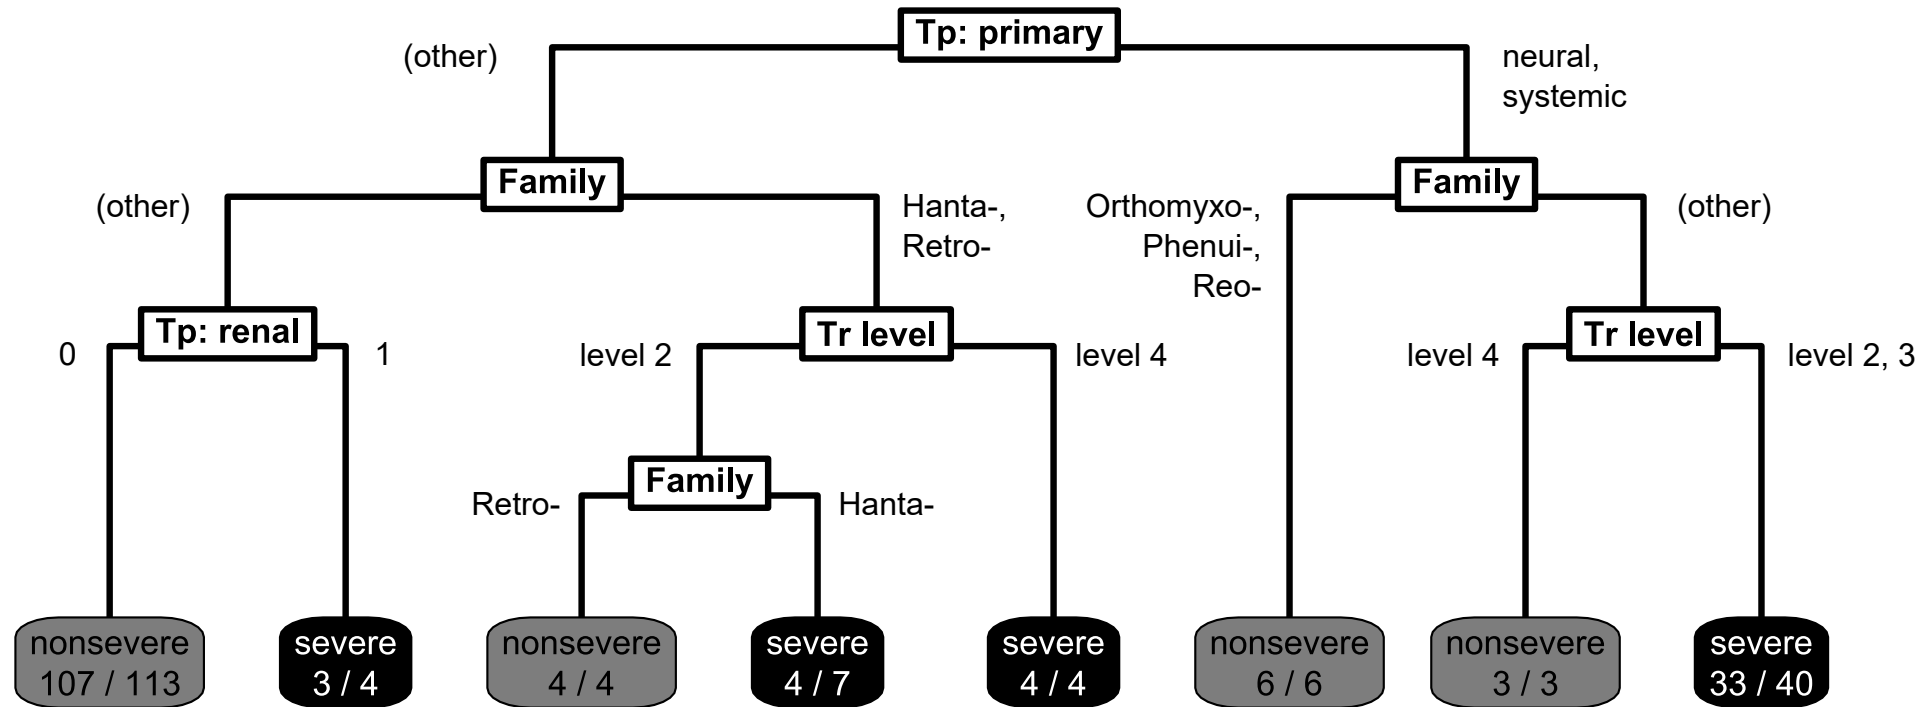 Tp: primary
(other)
neural,
systemic
Family
Family
(other)
Hanta-,
Retro-
Orthomyxo-,
Phenui-,
Reo-
(other)
Tp: renal
Tr level
Tr level
0
1
level 2
level 4
level 4
level 2, 3
Family
Retro-
Hanta-
nonsevere
107 / 113
severe
3 / 4
nonsevere
4 / 4
severe
4 / 7
severe
4 / 4
nonsevere
6 / 6
nonsevere
3 / 3
severe
33 / 40